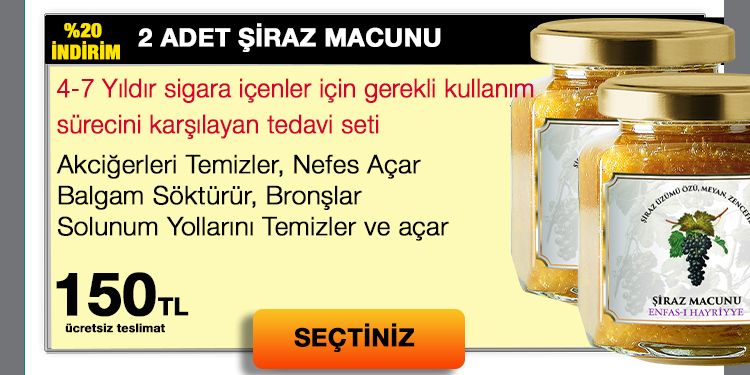 %20
İNDİRİM
2 ADET ŞİRAZ MACUNU
4-7 Yıldır sigara içenler için gerekli kullanım
sürecini karşılayan tedavi seti
Akciğerleri Temizler, Nefes Açar
Balgam Söktürür, Bronşlar
Solunum Yollarını Temizler ve açar
150TL
ücretsiz teslimat
SEÇTİNİZ
ŞİRAZ ÜZÜMÜ ÖZÜ, MEYAN,
ŞİRAZ MACUNU
ENFAS-I HAYRİYYE